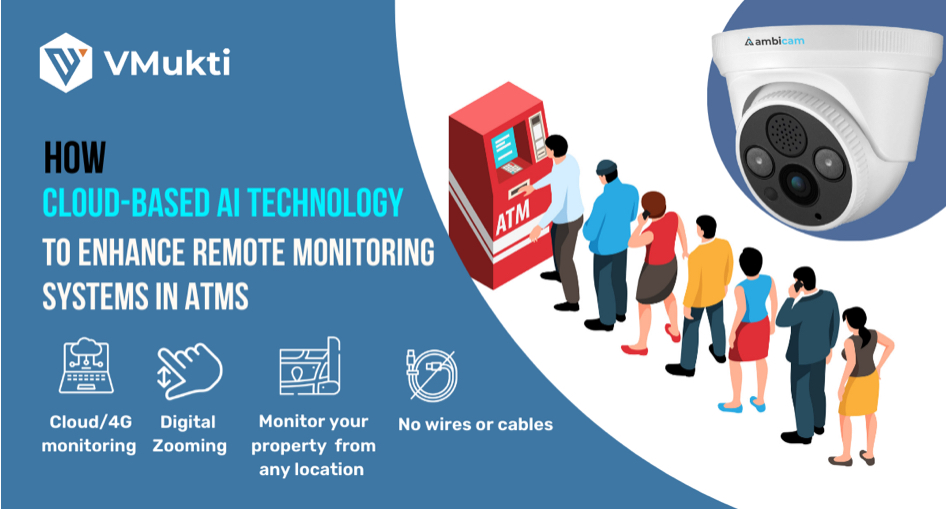 VMukti
HOW
CLOUD-BASED AI TECHNOLOGY
TO ENHANCE REMOTE MONITORING
SYSTEMS IN ATMS
Cloud/4G
monitoring
Digital
Zooming
Monitor your
property from
any location
No wires or cables
ATM
ambicam